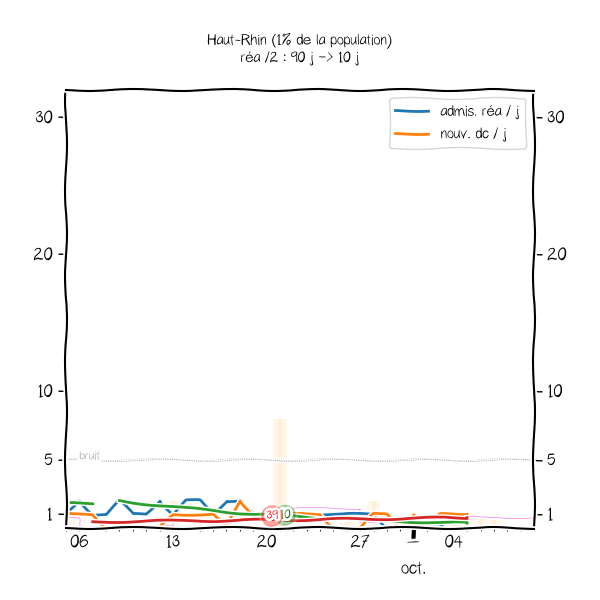 Haut-Rhin (1% de la population)
réa /2 : 90 j -> 10 j
admis. réa / j
nouv. dc / j
30 30
20 20
10 10
5 bruit 5
1 39 10 1
06 13 20 27 04
oct.